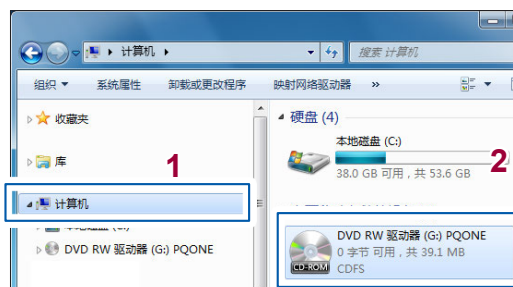 计算机
搜索 计算机
组织 系统属性 卸载或更改程序 映射网络驱动器 »
收藏夹
库
1
计算机
DVD RW 驱动器 (G:) PQONE
硬盘 (4)
本地磁盘 (C:)
38.0 GB 可用，共 53.6 GB
2
DVD RW 驱动器 (G:) PQONE
0 字节 可用，共 39.1 MB
CD-ROM
CDFS